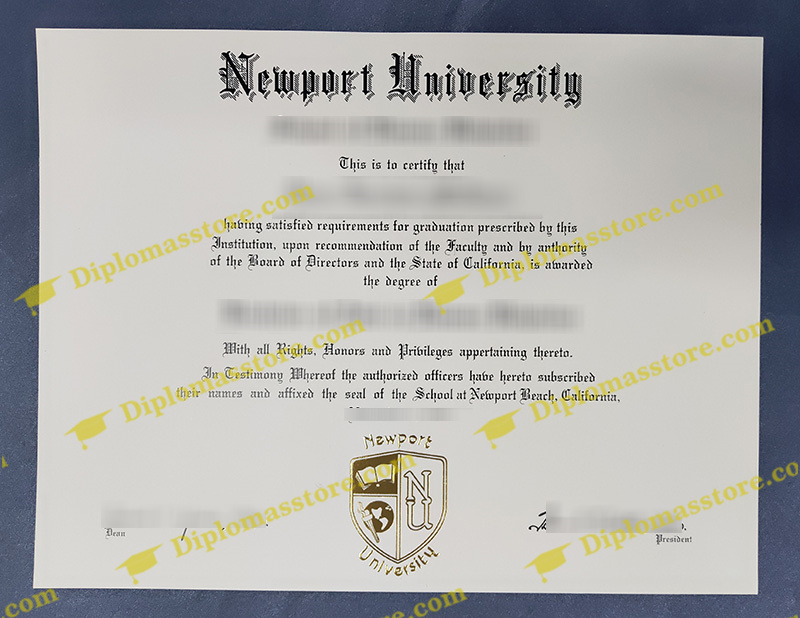 Newport University
This is to certify that
having satisfied requirements for graduation prescribed by this
Institution, upon recommendation of the Faculty and by authority
of the Board of Directors and the State of California, is awarded
the degree of
With all Rights, Honors and Privileges appertaining thereto.
In Testimony Whereof the authorized officers have hereto subscribed
their names and affixed the seal of the School at Newport Beach, California,
Newport
NU
University
Dean
President
Diplomasstore.com
Diplomasstore.com
Diplomasstore.com
Diplomasstore.com
Diplomasstore.com
Diplomasstore.com
.com
.com